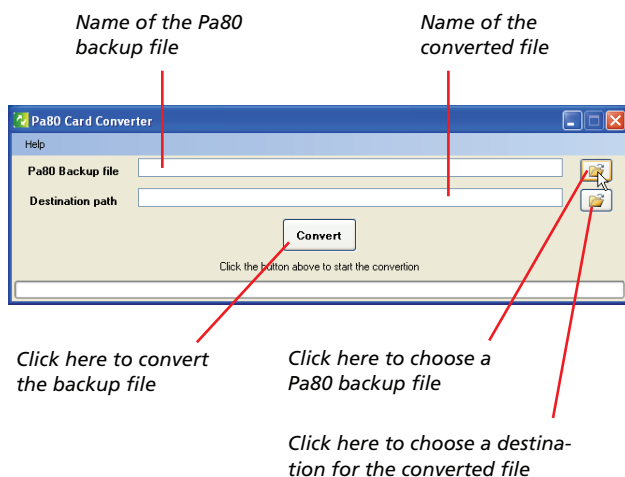 Name of the Pa80
backup file
Name of the
converted file
Pa80 Card Converter
Help
Pa80 Backup file
Destination path
Convert
Click the button above to start the convertion
Click here to convert
the backup file
Click here to choose a
Pa80 backup file
Click here to choose a destina-
tion for the converted file